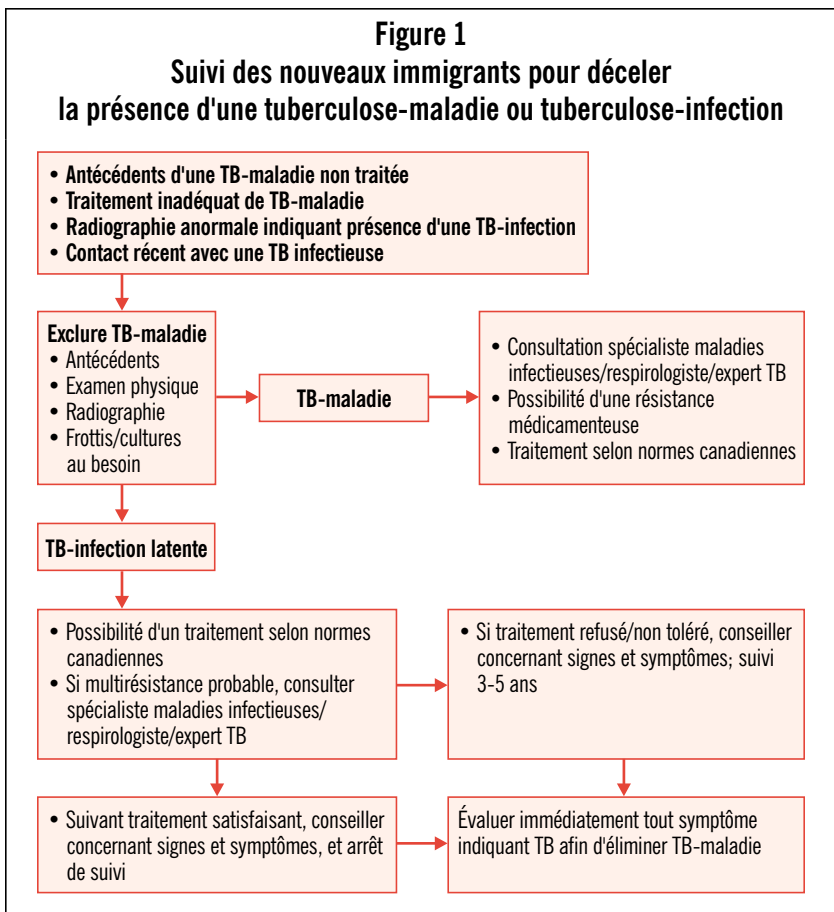 Figure 1
Suivi des nouveaux immigrants pour déceler
la présence d'une tuberculose-maladie ou tuberculose-infection
• Antécédents d'une TB-maladie non traitée
• Traitement inadéquat de TB-maladie
• Radiographie anormale indiquant présence d'une TB-infection
• Contact récent avec une TB infectieuse
Exclure TB-maladie
• Antécédents
• Examen physique
• Radiographie
• Frottis/cultures
au besoin
TB-maladie
• Consultation spécialiste maladies
infectieuses/respirologiste/expert TB
• Possibilité d'une résistance
médicamenteuse
• Traitement selon normes canadiennes
TB-infection latente
• Possibilité d'un traitement selon normes
canadiennes
• Si multirésistance probable, consulter
spécialiste maladies infectieuses/
respirologiste/expert TB
• Si traitement refusé/non toléré, conseiller
concernant signes et symptômes; suivi
3-5 ans
• Suivant traitement satisfaisant, conseiller
concernant signes et symptômes, et arrêt
de suivi
Évaluer immédiatement tout symptôme
indiquant TB afin d'éliminer TB-maladie